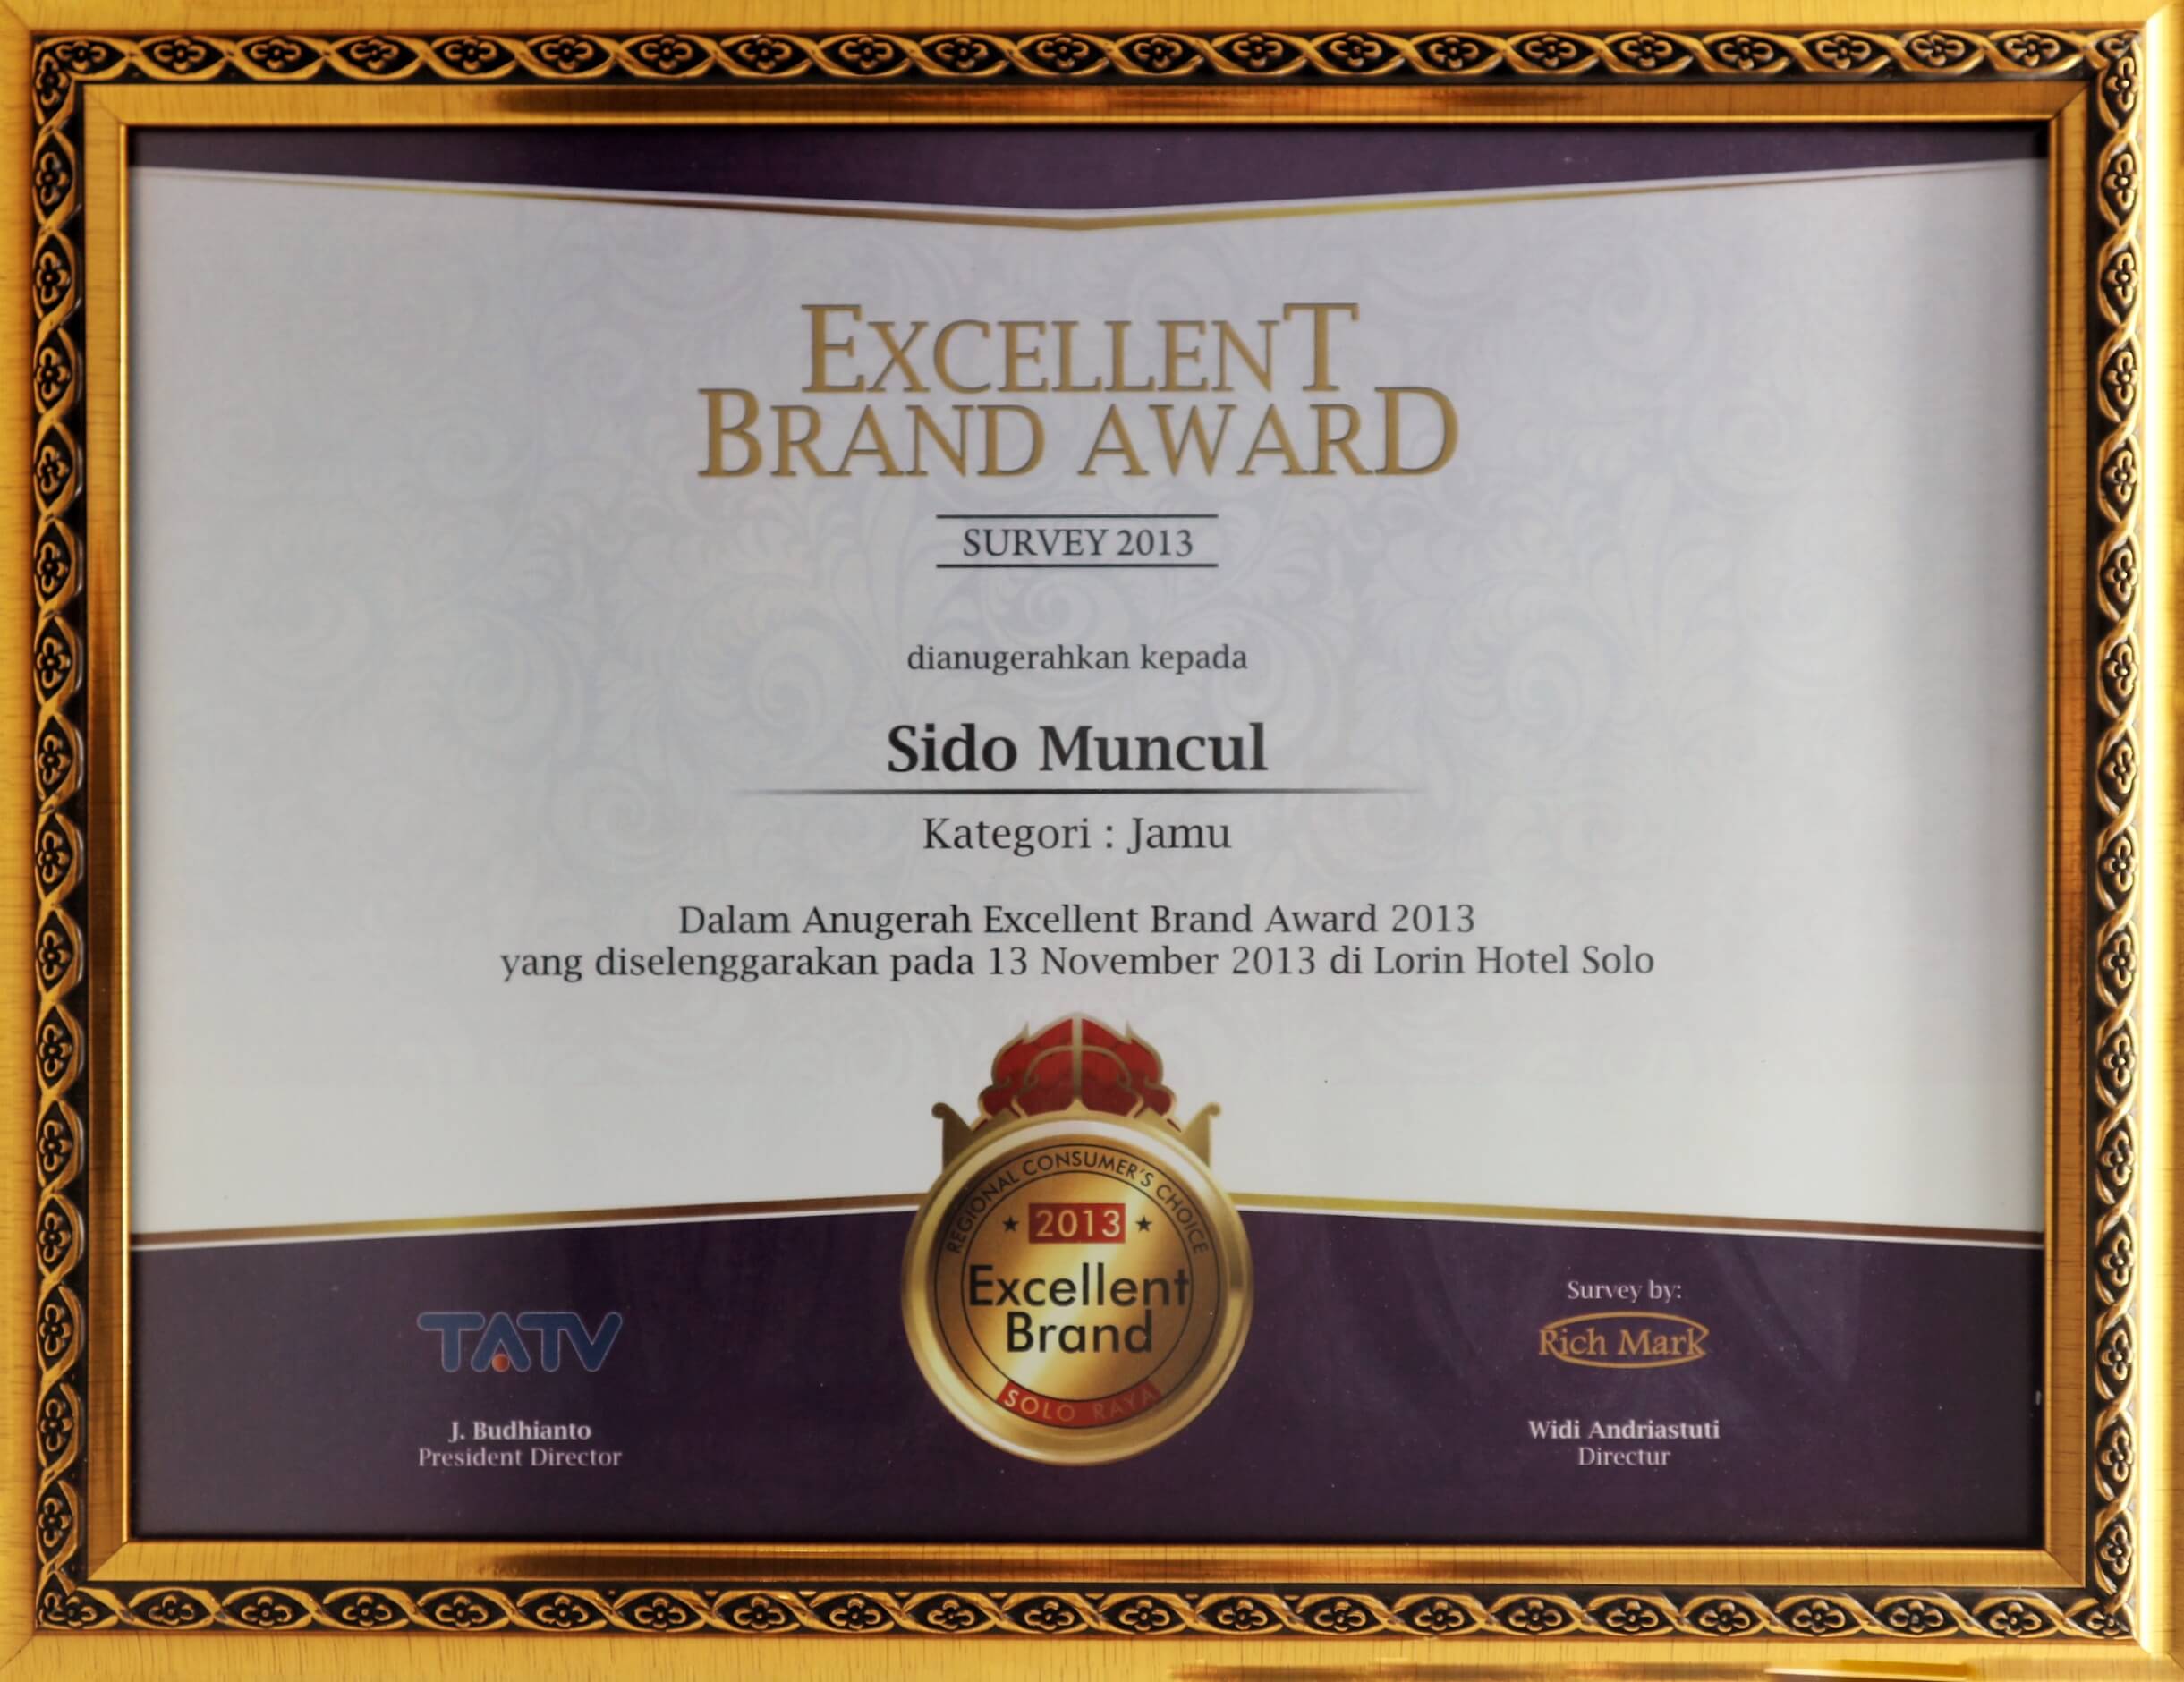 EXCELLENT
BRAND AWARD
SURVEY 2013
dianugerahkan kepada
Sido Muncul
Kategori : Jamu
Dalam Anugerah Excellent Brand Award 2013
yang diselenggarakan pada 13 November 2013 di Lorin Hotel Solo
REGIONAL CONSUMER'S CHOICE
2013
Excellent
Brand
SOLO RAYA
TATV
J. Budhianto
President Director
Survey by:
Rich Mark
Widi Andriastuti
Directur